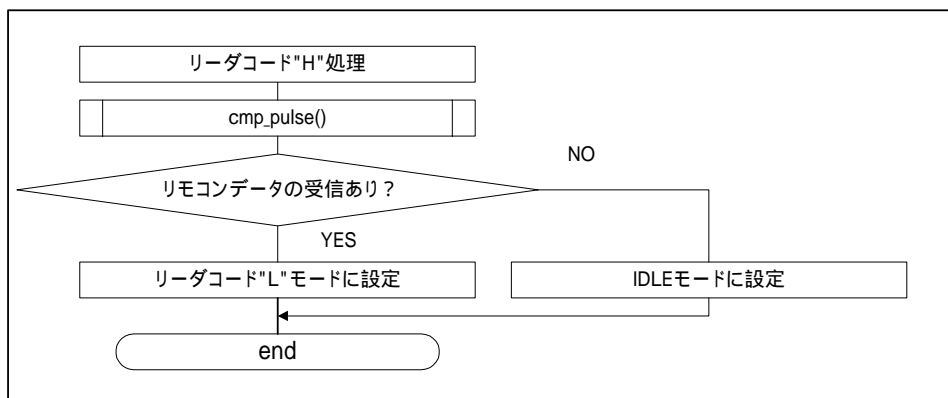 リーダコード"H"処理
cmp_pulse()
NO
リモコンデータの受信あり？
YES
リーダコード"L"モードに設定
IDLEモードに設定
end